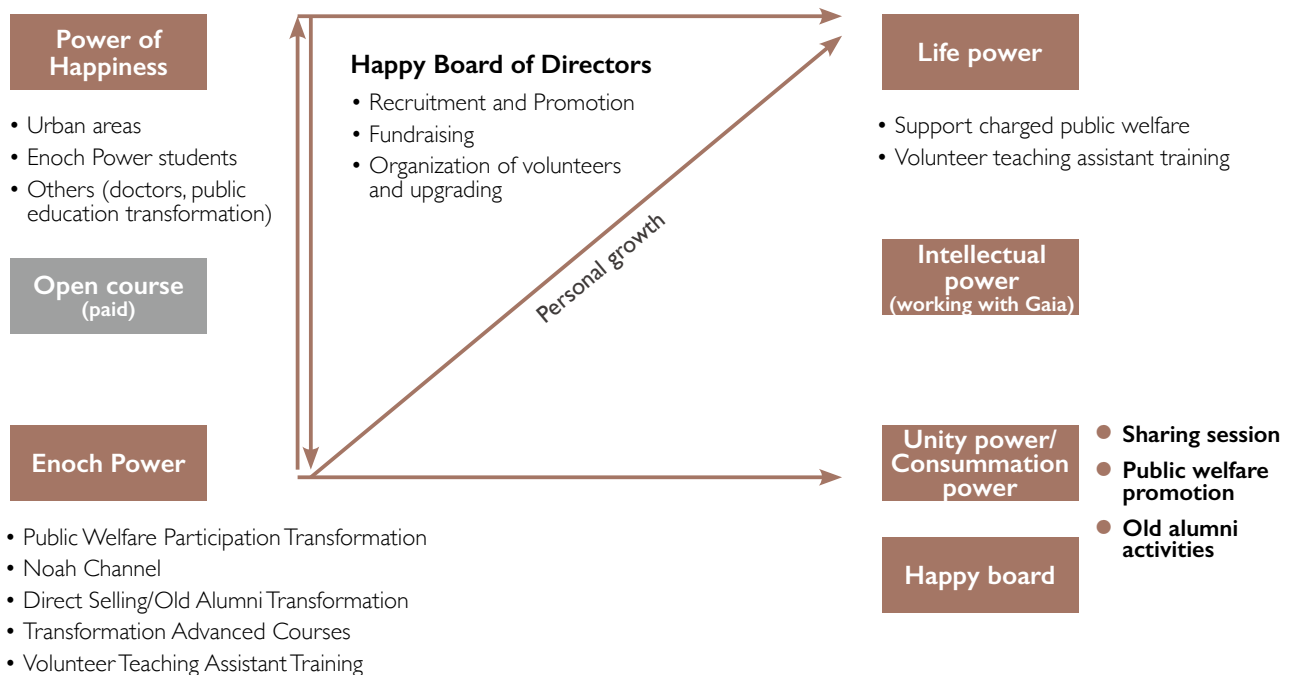 Power of
Happiness
• Urban areas
• Enoch Power students
• Others (doctors, public
education transformation)
Open course
(paid)
Enoch Power
• Public Welfare Participation Transformation
• Noah Channel
• Direct Selling/Old Alumni Transformation
• Transformation Advanced Courses
• Volunteer Teaching Assistant Training
Happy Board of Directors
• Recruitment and Promotion
• Fundraising
• Organization of volunteers
and upgrading
Personal growth
Life power
• Support charged public welfare
• Volunteer teaching assistant training
Intellectual
power
(working with Gaia)
Unity power/
Consummation
power
• Sharing session
• Public welfare
promotion
• Old alumni
activities
Happy board